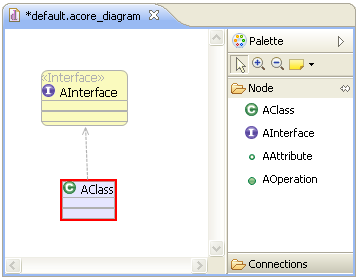 *default.acore_diagram
Palette
Node
AClass
AInterface
AAttribute
AOperation
Connections
«Interface»
I AInterface
C AClass